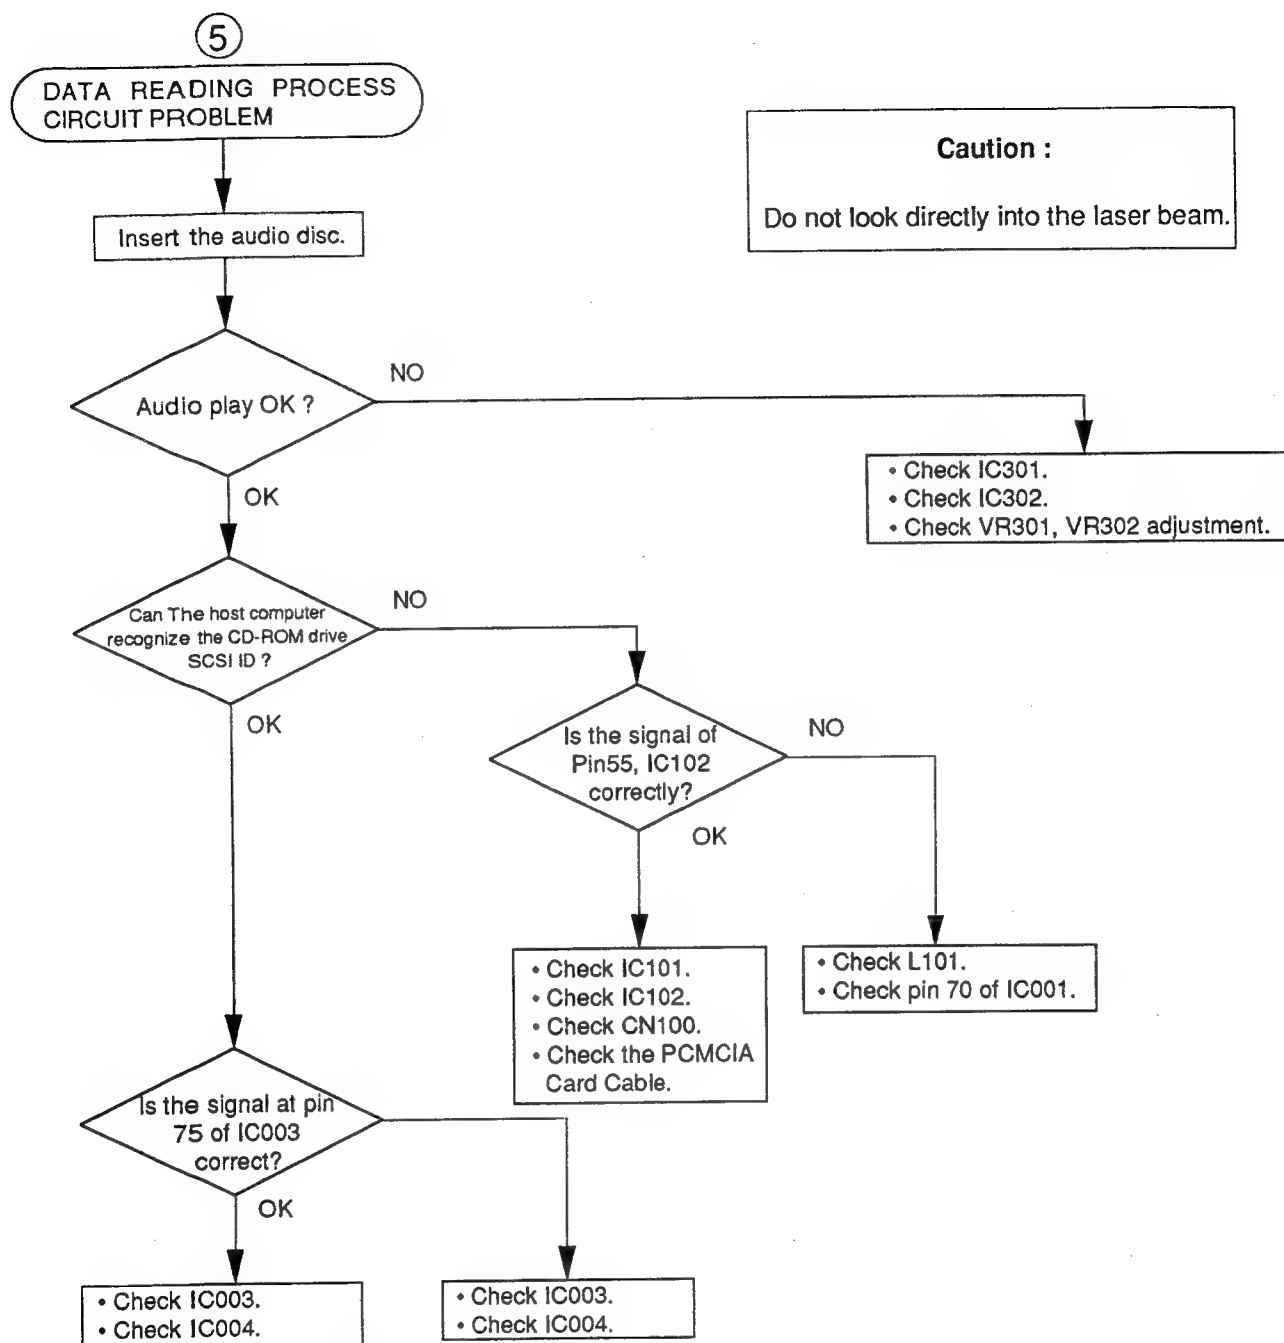 5
DATA READING PROCESS
CIRCUIT PROBLEM
Caution :
Do not look directly into the laser beam.
Insert the audio disc.
Audio play OK ?
NO
OK
• Check IC301.
• Check IC302.
• Check VR301, VR302 adjustment.
Can The host computer
recognize the CD-ROM drive
SCSI ID ?
NO
OK
Is the signal of
Pin55, IC102
correctly?
NO
OK
• Check IC101.
• Check IC102.
• Check CN100.
• Check the PCMCIA
Card Cable.
• Check L101.
• Check pin 70 of IC001.
Is the signal at pin
75 of IC003
correct?
OK
• Check IC003.
• Check IC004.
• Check IC003.
• Check IC004.